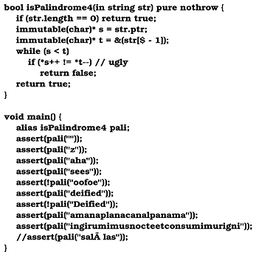 bool isPalindrome4(in string str) pure nothrow {
if (str.length == 0) return true;
immutable(char)* s = str.ptr;
immutable(char)* t = &(str[$ - 1]);
while (s < t)
if (*s++ != *t--) // ugly
return false;
return true;
}

void main() {
alias isPalindrome4 pali;
assert(pali(""));
assert(pali("z"));
assert(pali("aha"));
assert(pali("sees"));
assert(!pali("oofoe"));
assert(pali("deified"));
assert(!pali("Deified"));
assert(pali("amanaplanacanalpanama"));
assert(pali("ingirumimusnocteetconsumimurigni"));
//assert(pali("salÃ las"));
}